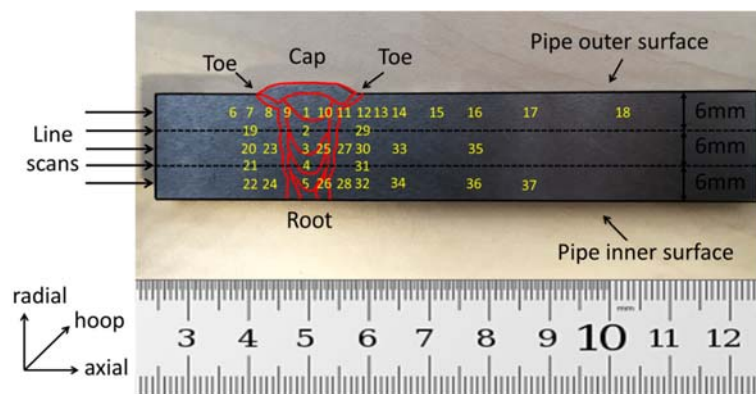 Cap
Toe
Toe
Pipe outer surface
6 7 8 9 1 10 11 12 13 14 15 16 17 18
6mm
19 2 29
Line
scans
20 23 3 25 27 30 33 35
6mm
21 4 31
22 24 5 26 28 32 34 36 37
6mm
Root
Pipe inner surface
radial
hoop
axial
mm
3 4 5 6 7 8 9 10 11 12